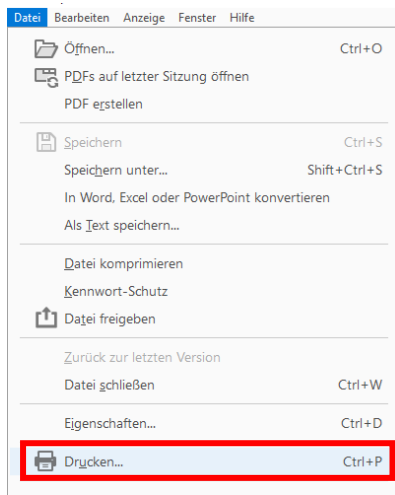 Datei Bearbeiten Anzeige Fenster Hilfe
Öffnen... Ctrl+O
PDFs auf letzter Sitzung öffnen
PDF erstellen
Speichern Ctrl+S
Speichern unter... Shift+Ctrl+S
In Word, Excel oder PowerPoint konvertieren
Als Text speichern...
Datei komprimieren
Kennwort-Schutz
Datei freigeben
Zurück zur letzten Version
Datei schließen Ctrl+W
Eigenschaften... Ctrl+D
Drucken... Ctrl+P